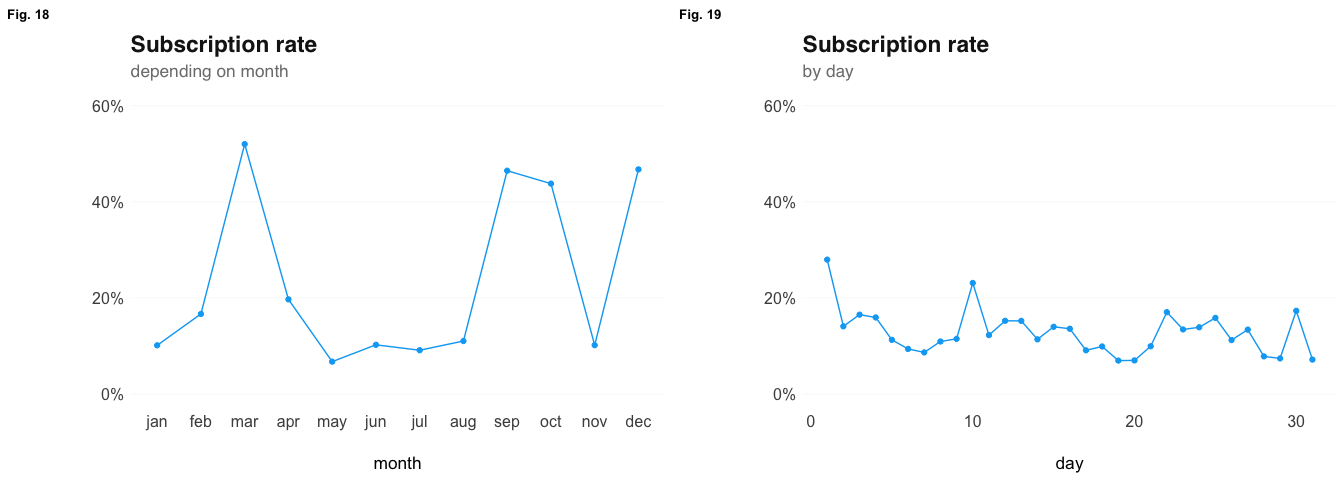 Fig. 18
Subscription rate
depending on month
60%
40%
20%
0%
jan feb mar apr may jun jul aug sep oct nov dec
month
Fig. 19
Subscription rate
by day
60%
40%
20%
0%
0 10 20 30
day